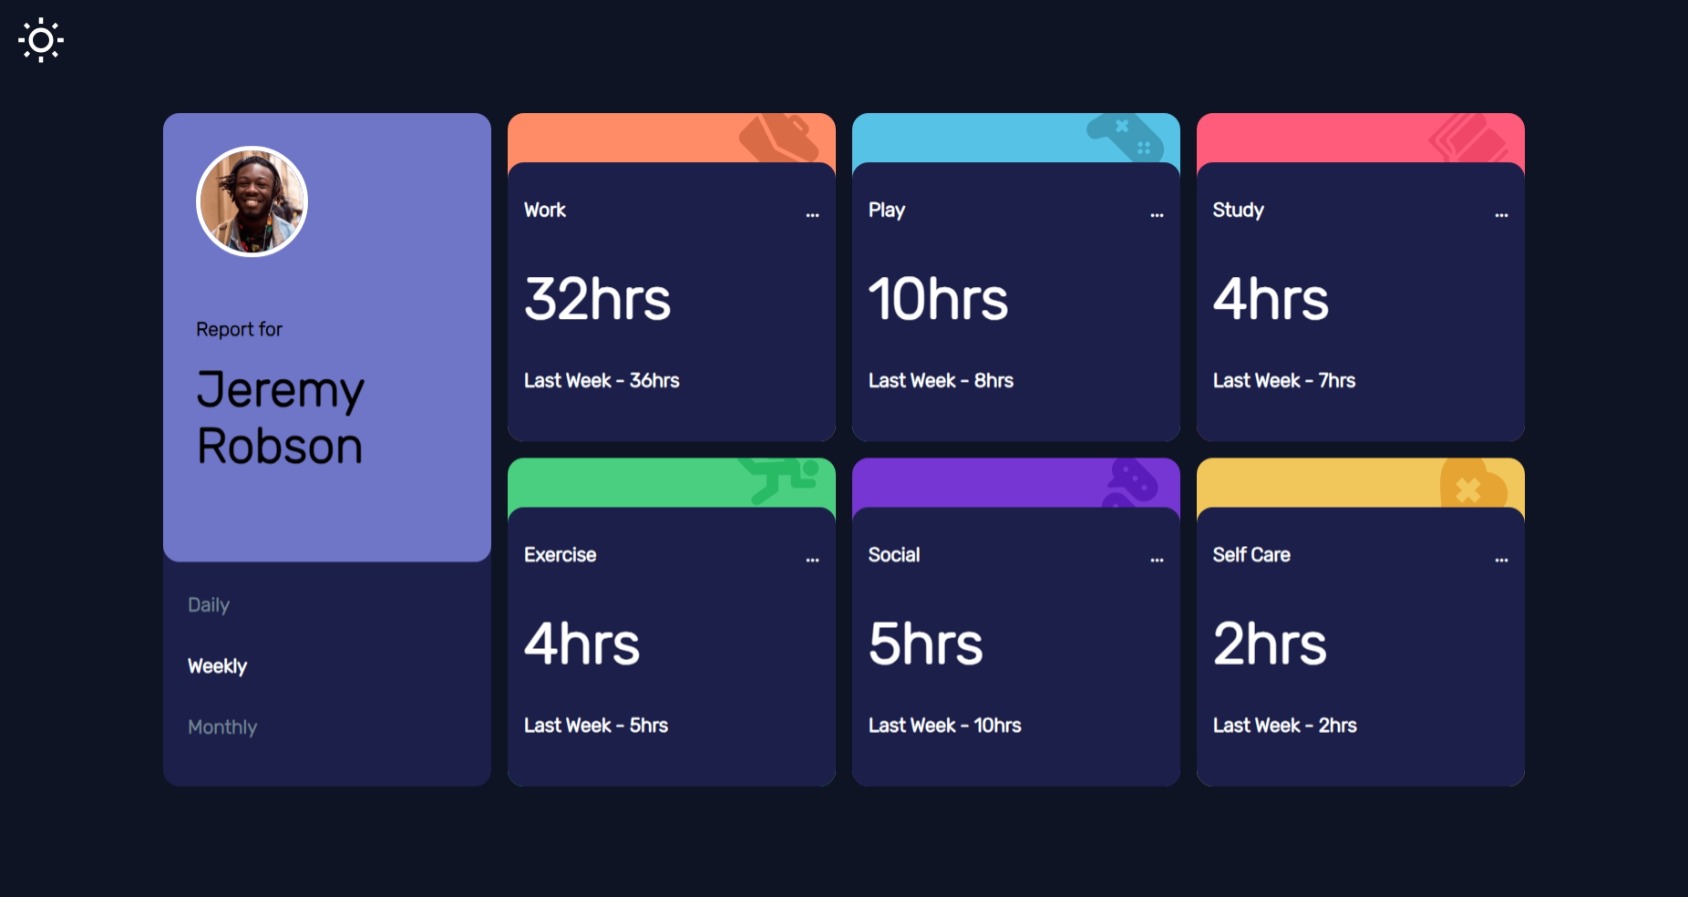 Report for
Jeremy
Robson
Daily
Weekly
Monthly
Work ...
32hrs
Last Week - 36hrs
Play ...
10hrs
Last Week - 8hrs
Study ...
4hrs
Last Week - 7hrs
Exercise ...
4hrs
Last Week - 5hrs
Social ...
5hrs
Last Week - 10hrs
Self Care ...
2hrs
Last Week - 2hrs